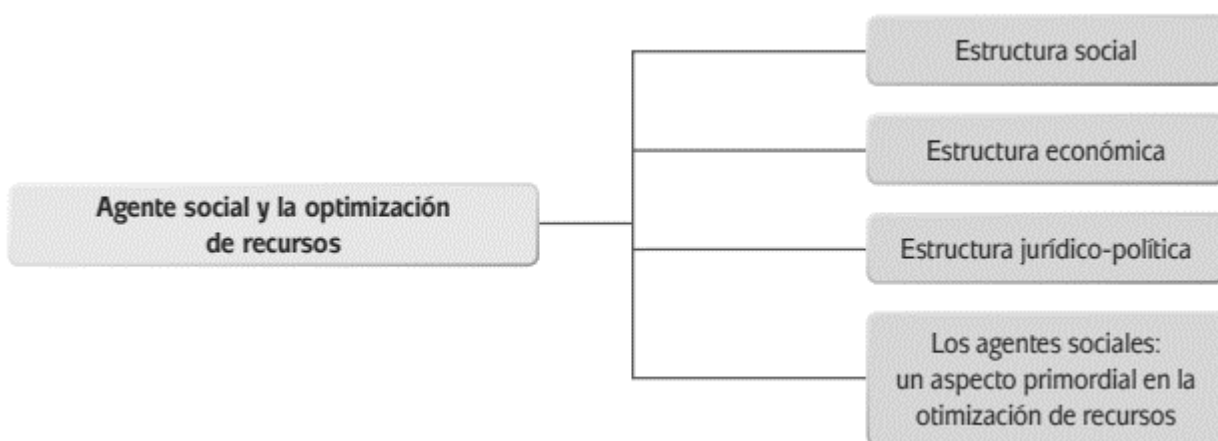 Estructura social
Estructura económica
Agente social y la optimización
de recursos
Estructura jurídico-política
Los agentes sociales:
un aspecto primordial en la
otimización de recursos